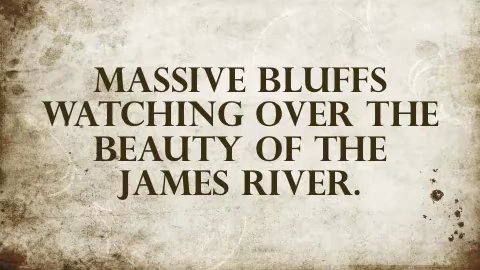 MASSIVE BLUFFS
WATCHING OVER THE
BEAUTY OF THE
JAMES RIVER.